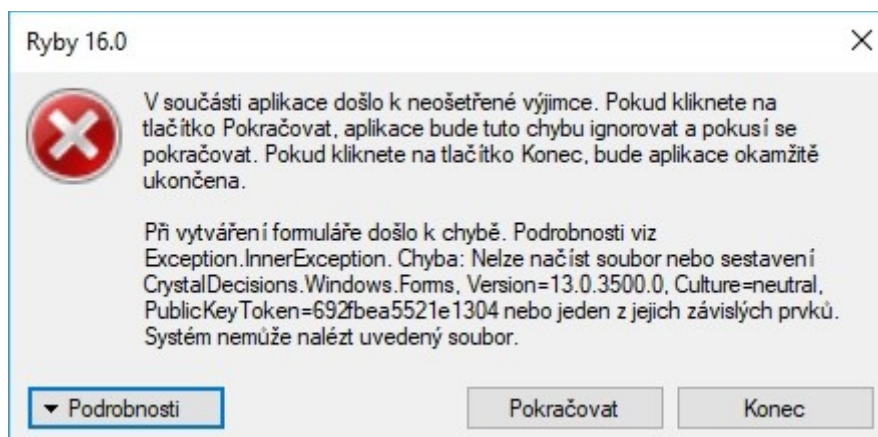 Ryby 16.0
V součásti aplikace došlo k neošetřené výjimce. Pokud kliknete na
tlačítko Pokračovat, aplikace bude tuto chybu ignorovat a pokusí se
pokračovat. Pokud kliknete na tlačítko Konec, bude aplikace okamžitě
ukončena.
Při vytváření formuláře došlo k chybě. Podrobnosti viz
Exception.InnerException. Chyba: Nelze načíst soubor nebo sestavení
CrystalDecisions.Windows.Forms, Version=13.0.3500.0, Culture=neutral,
PublicKeyToken=692fbea5521e1304 nebo jeden z jejich závislých prvků.
Systém nemůže nalézt uvedený soubor.
Podrobnosti Pokračovat Konec